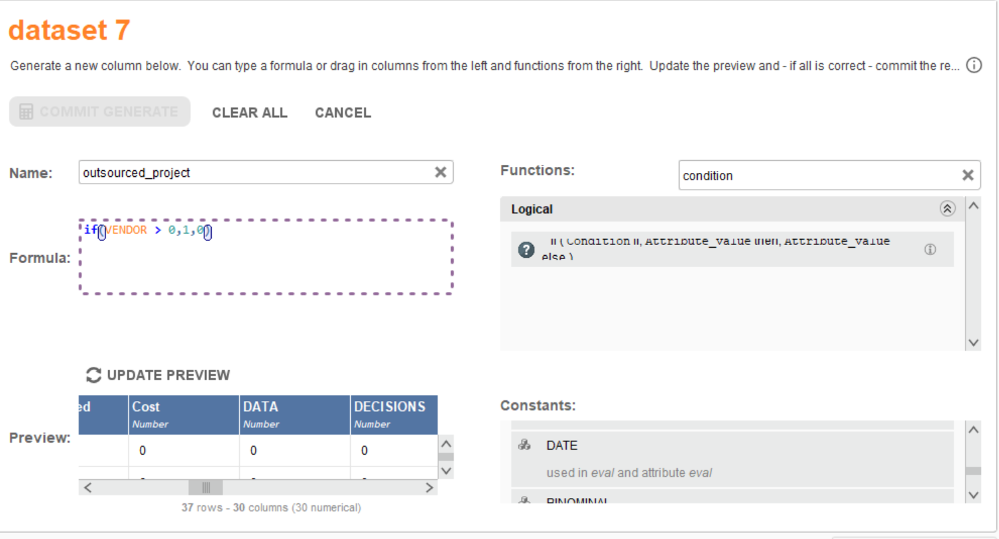 dataset 7
Generate a new column below. You can type a formula or drag in columns from the left and functions from the right. Update the preview and - if all is correct - commit the re...
COMMIT GENERATE CLEAR ALL CANCEL
Name: outsourced_project
Functions: condition
Logical
if(VENDOR > 0,1,0)
Formula:
if ( Condition if, Attribute_value then, Attribute_value
else )
UPDATE PREVIEW
Preview:
ed Cost DATA DECISIONS
Number Number Number
0 0 0
37 rows - 30 columns (30 numerical)
Constants:
DATE
used in eval and attribute eval
BINOMINAL